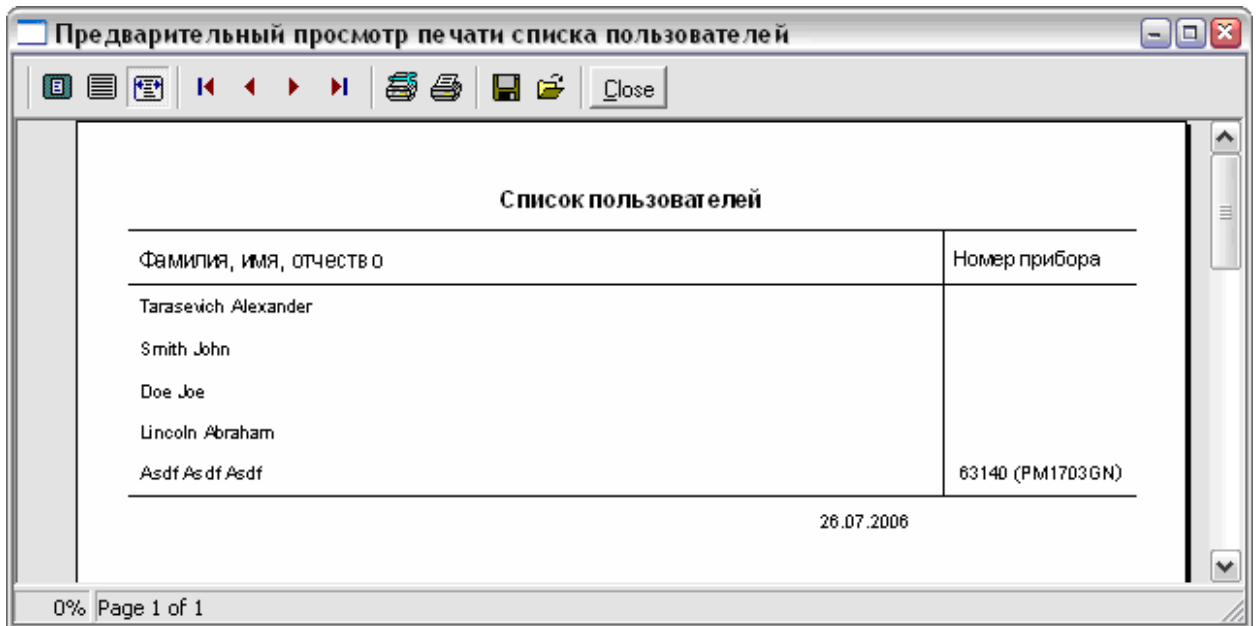 Предварительный просмотр печати списка пользователей
Close
Список пользователей
Фамилия, имя, отчество Номер прибора
Tarasevich Alexander
Smith John
Doe Joe
Lincoln Abraham
Asdf Asdf Asdf 63140 (PM1703GN)
26.07.2006
0% Page 1 of 1